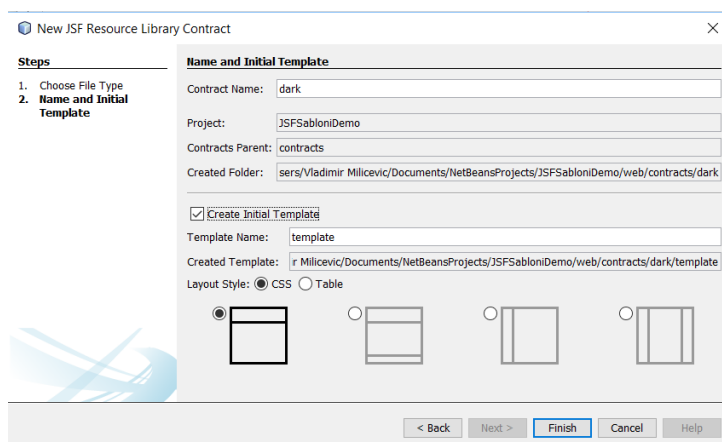 New JSF Resource Library Contract
Steps
1. Choose File Type
2. Name and Initial
Template
Name and Initial Template
Contract Name: dark
Project: JSFSabloniDemo
Contracts Parent: contracts
Created Folder: sers/Vladimir Milicevic/Documents/NetBeansProjects/JSFSabloniDemo/web/contracts/dark
Create Initial Template
Template Name: template
Created Template: r Milicevic/Documents/NetBeansProjects/JSFSabloniDemo/web/contracts/dark/template
Layout Style: CSS Table
< Back Next > Finish Cancel Help